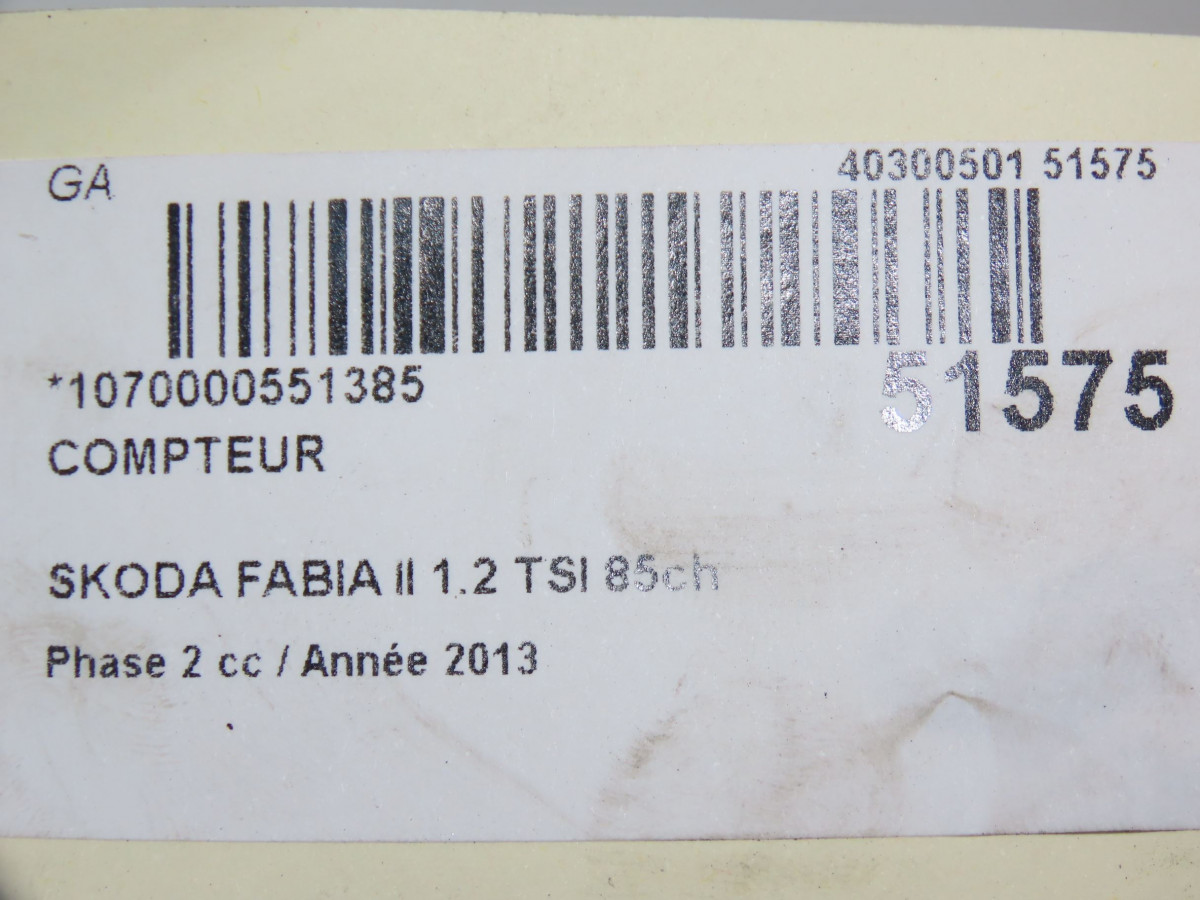 GA
40300501 51575
*1070000551385
51575
COMPTEUR
SKODA FABIA II 1.2 TSI 85ch
Phase 2 cc / Année 2013